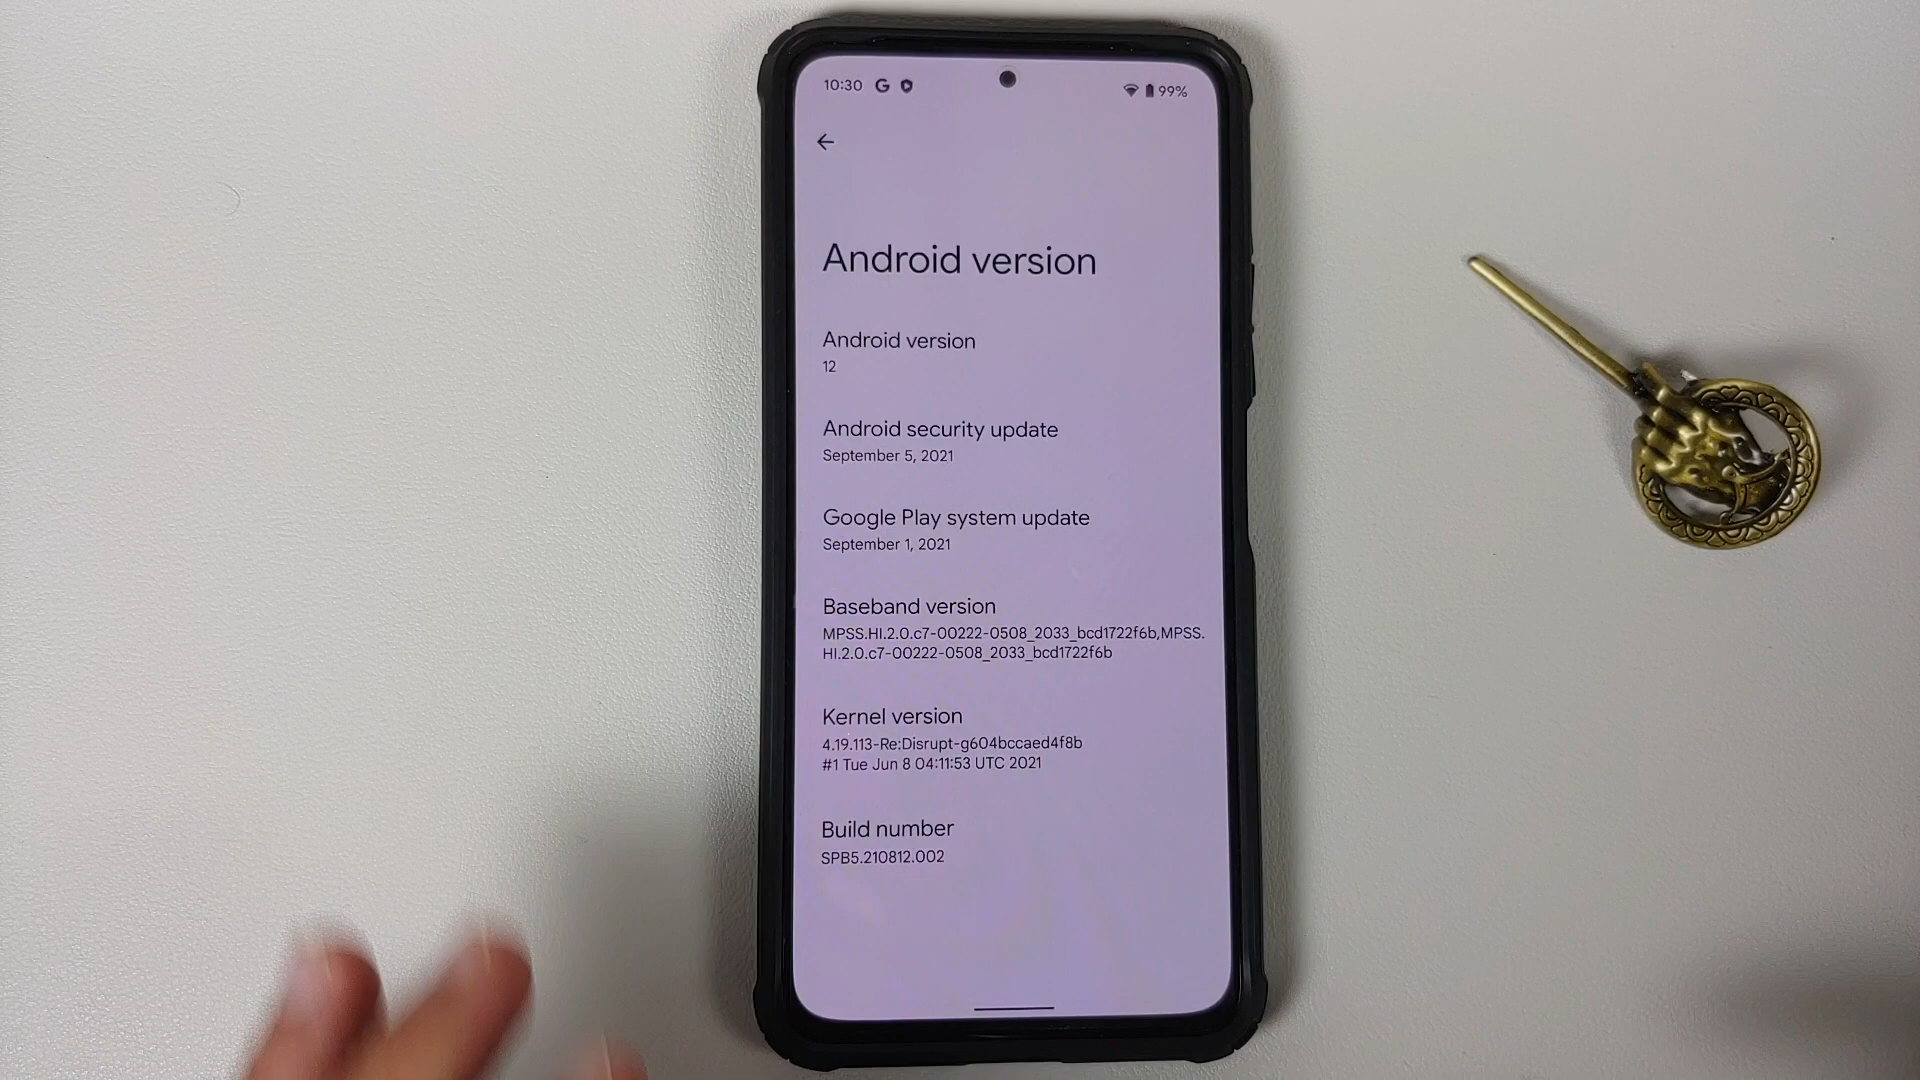 10:30 G 99%
Android version
Android version
12
Android security update
September 5, 2021
Google Play system update
September 1, 2021
Baseband version
MPSS.HI.2.0.c7-00222-0508_2033_bcd1722f6b,MPSS.
HI.2.0.c7-00222-0508_2033_bcd1722f6b
Kernel version
4.19.113-Re:Disrupt-g604bccaed4f8b
#1 Tue Jun 8 04:11:53 UTC 2021
Build number
SPB5.210812.002